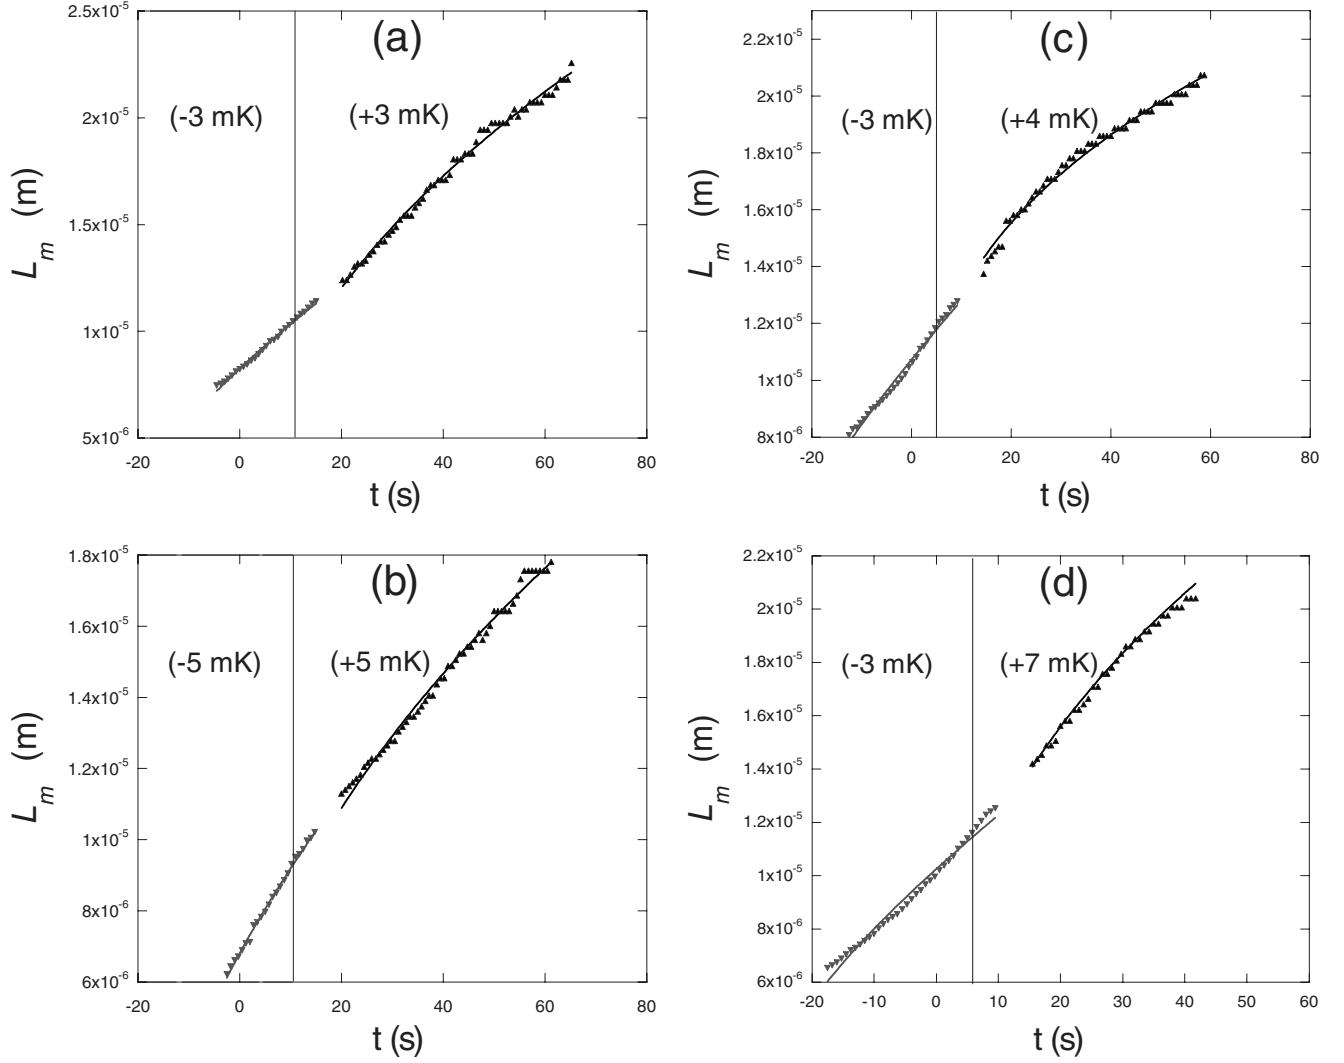 (a)
(-3 mK)
(+3 mK)
2.5x10⁻⁵
2x10⁻⁵
1.5x10⁻⁵
1x10⁻⁵
5x10⁻⁶
-20 0 20 40 60 80
t (s)
Lₘ (m)
(c)
(-3 mK)
(+4 mK)
2.2x10⁻⁵
2x10⁻⁵
1.8x10⁻⁵
1.6x10⁻⁵
1.4x10⁻⁵
1.2x10⁻⁵
1x10⁻⁵
8x10⁻⁶
-20 0 20 40 60 80
t (s)
Lₘ (m)
(b)
(-5 mK)
(+5 mK)
1.8x10⁻⁵
1.6x10⁻⁵
1.4x10⁻⁵
1.2x10⁻⁵
1x10⁻⁵
8x10⁻⁶
6x10⁻⁶
-20 0 20 40 60 80
t (s)
Lₘ (m)
(d)
(-3 mK)
(+7 mK)
2.2x10⁻⁵
2x10⁻⁵
1.8x10⁻⁵
1.6x10⁻⁵
1.4x10⁻⁵
1.2x10⁻⁵
1x10⁻⁵
8x10⁻⁶
6x10⁻⁶
-20 -10 0 10 20 30 40 50 60
t (s)
Lₘ (m)